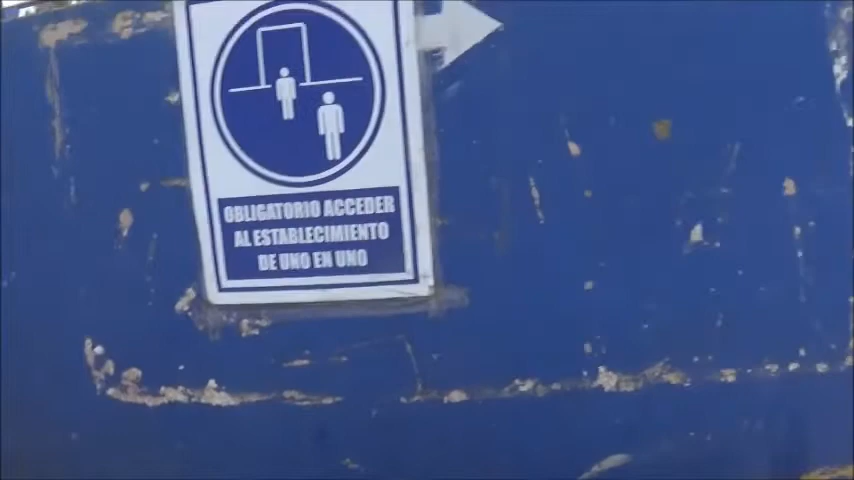 OBLIGATORIO ACCEDER
AL ESTABLECIMIENTO
DE UNO EN UNO